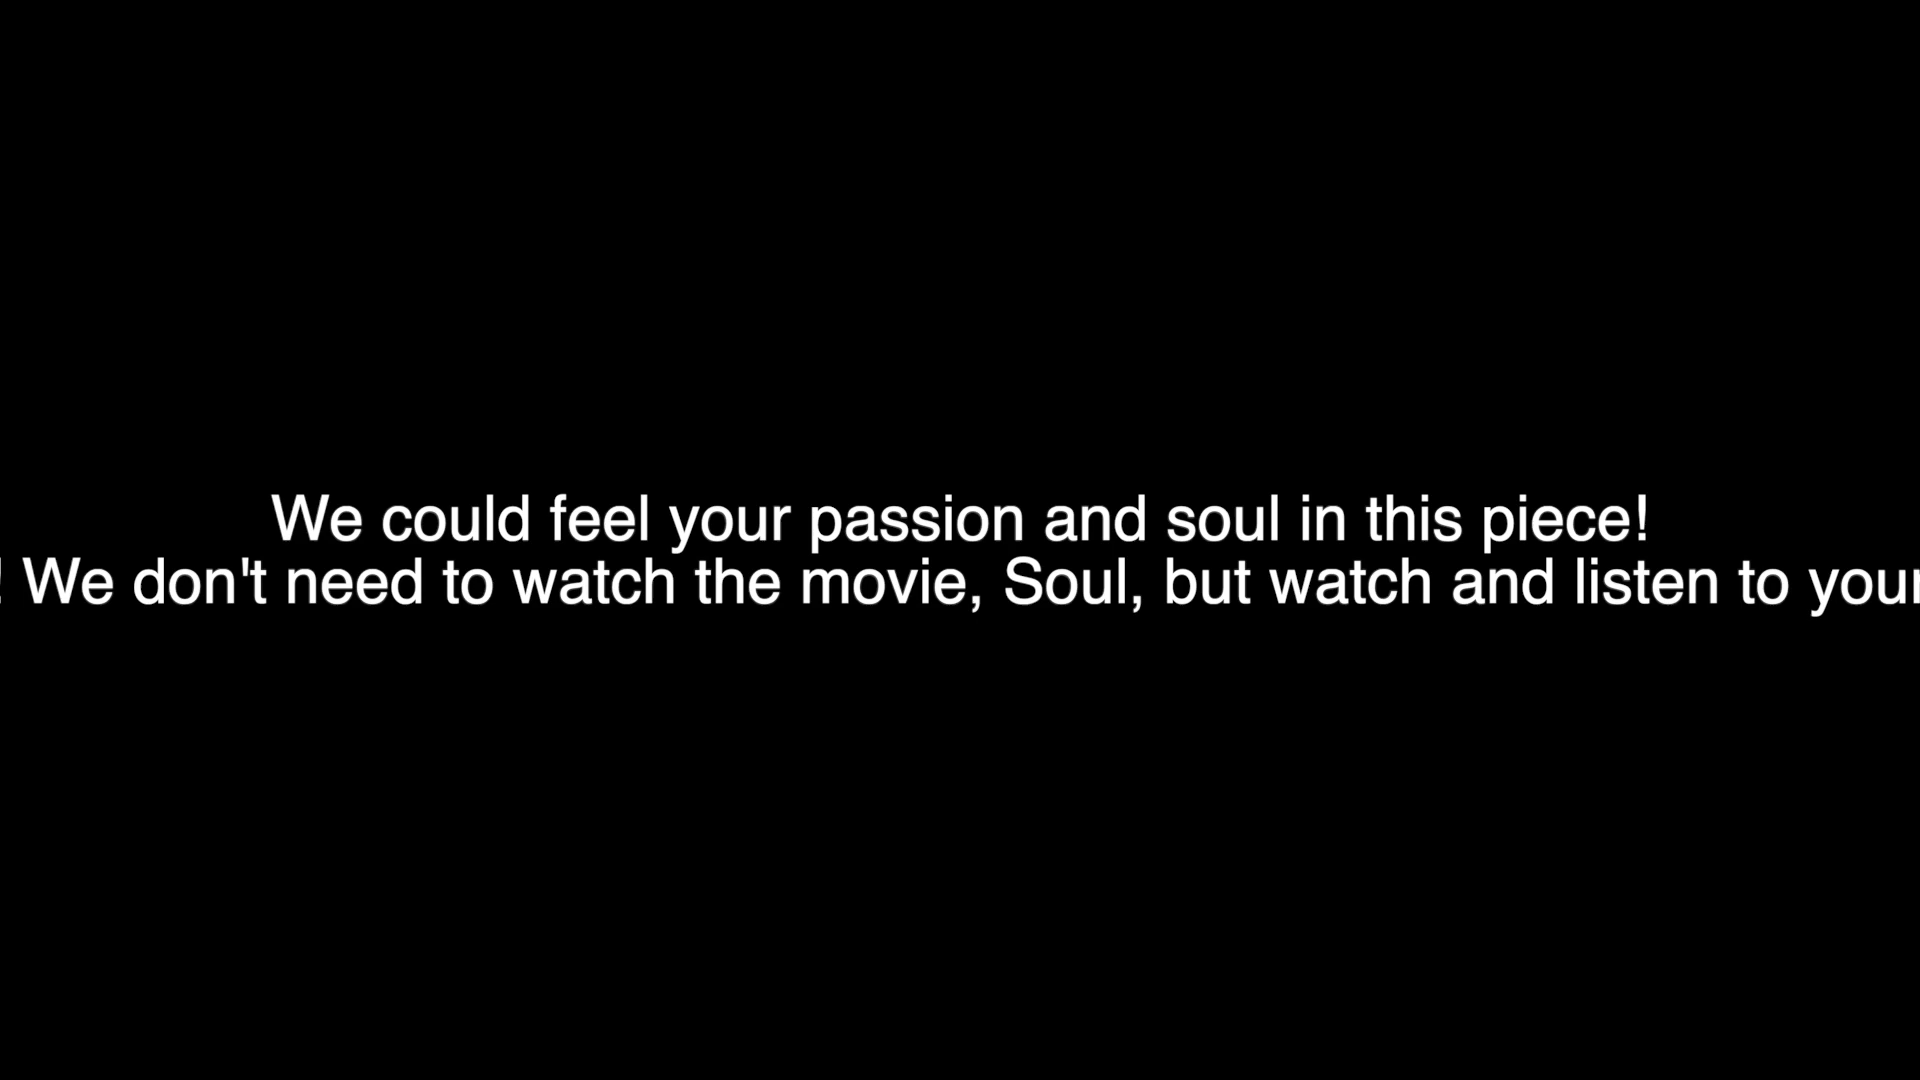 We could feel your passion and soul in this piece!
! We don't need to watch the movie, Soul, but watch and listen to your